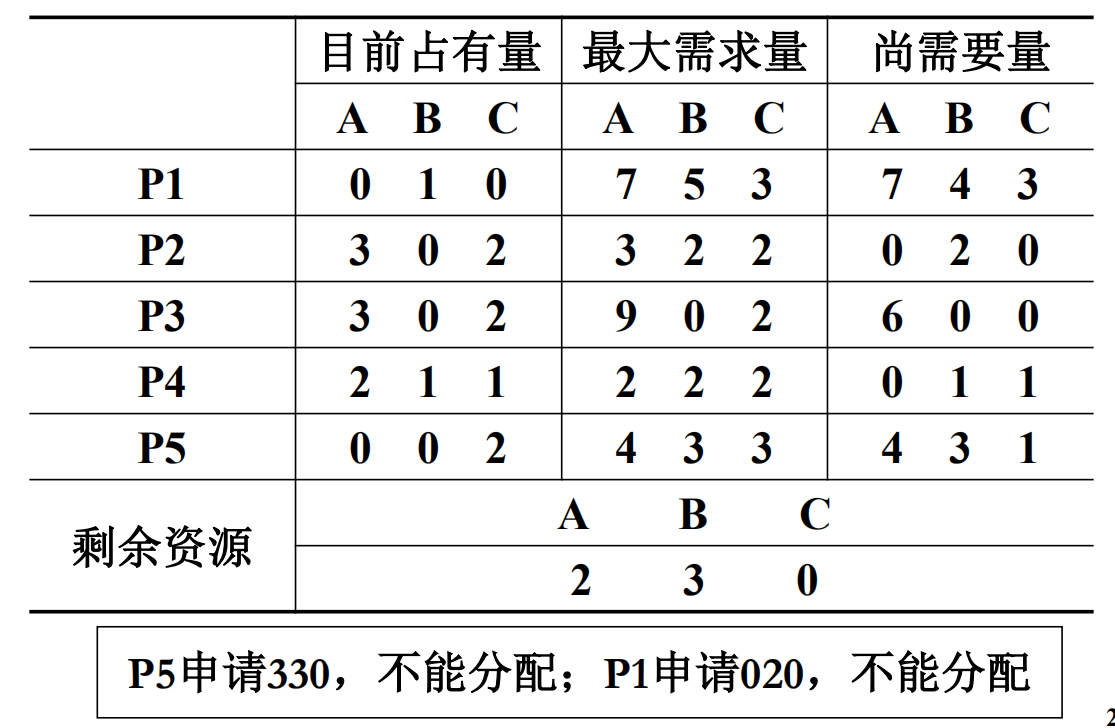 目前占有量 最大需求量 尚需要量
A B C A B C A B C
P1 0 1 0 7 5 3 7 4 3
P2 3 0 2 3 2 2 0 2 0
P3 3 0 2 9 0 2 6 0 0
P4 2 1 1 2 2 2 0 1 1
P5 0 0 2 4 3 3 4 3 1
剩余资源 A B C
2 3 0
P5申请330，不能分配；P1申请020，不能分配